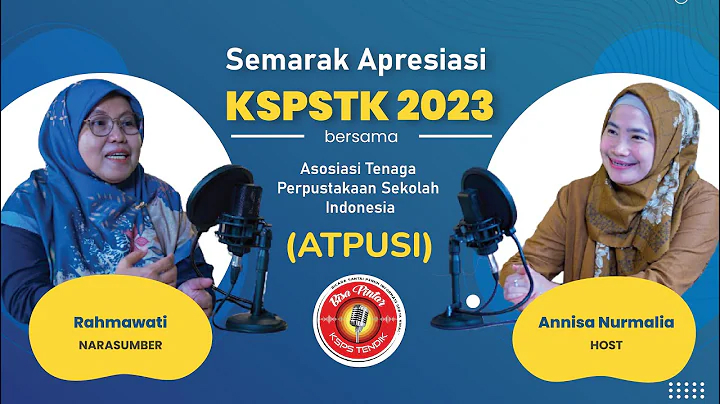 Semarak Apresiasi
KSPSTK 2023
bersama
Asosiasi Tenaga
Perpustakaan Sekolah
Indonesia
(ATPUSI)
Bisa Pintar
KSPS TENDIK
Rahmawati
NARASUMBER
Annisa Nurmalia
HOST